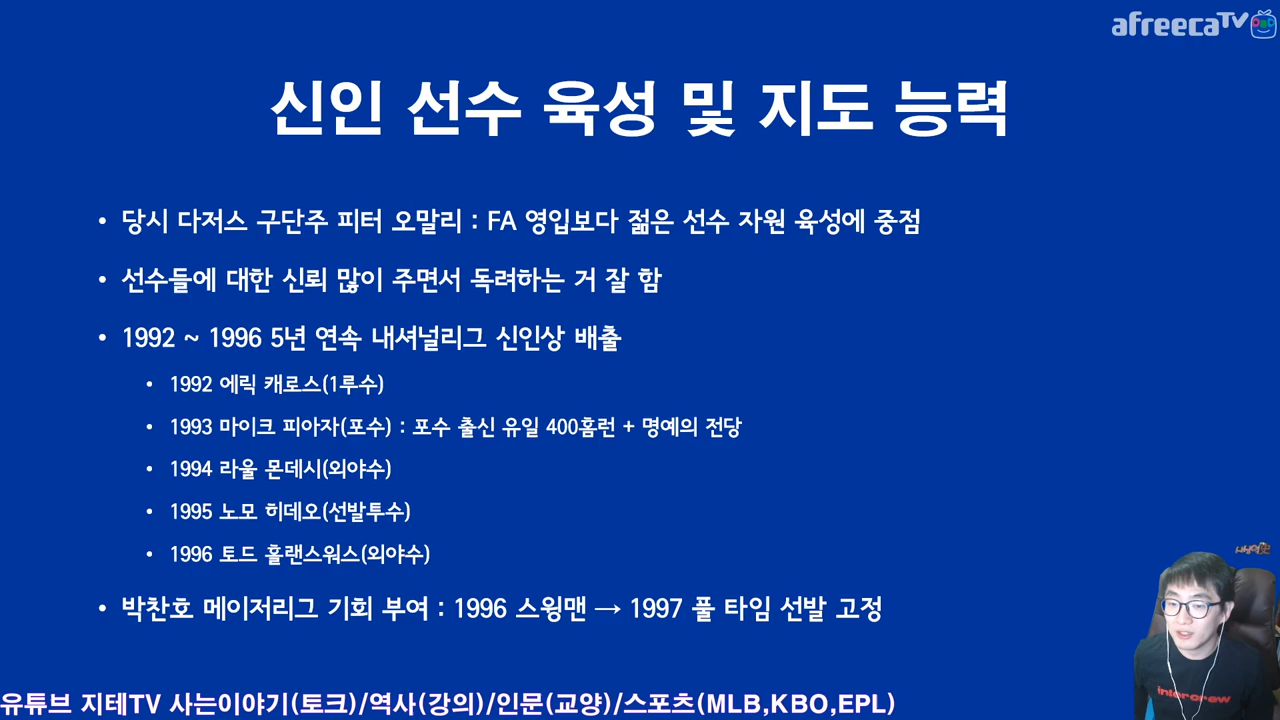 afreecaTV
신인 선수 육성 및 지도 능력
• 당시 다저스 구단주 피터 오말리 : FA 영입보다 젊은 선수 자원 육성에 중점
• 선수들에 대한 신뢰 많이 주면서 독려하는 거 잘 함
• 1992 ~ 1996 5년 연속 내셔널리그 신인상 배출
• 1992 에릭 캐로스(1루수)
• 1993 마이크 피아자(포수) : 포수 출신 유일 400홈런 + 명예의 전당
• 1994 라울 몬데시(외야수)
• 1995 노모 히데오(선발투수)
• 1996 토드 홀랜스워스(외야수)
• 박찬호 메이저리그 기회 부여 : 1996 스윙맨 → 1997 풀 타임 선발 고정
intercrew
유튜브 지테TV 사는이야기(토크)/역사(강의)/인문(교양)/스포츠(MLB,KBO,EPL)